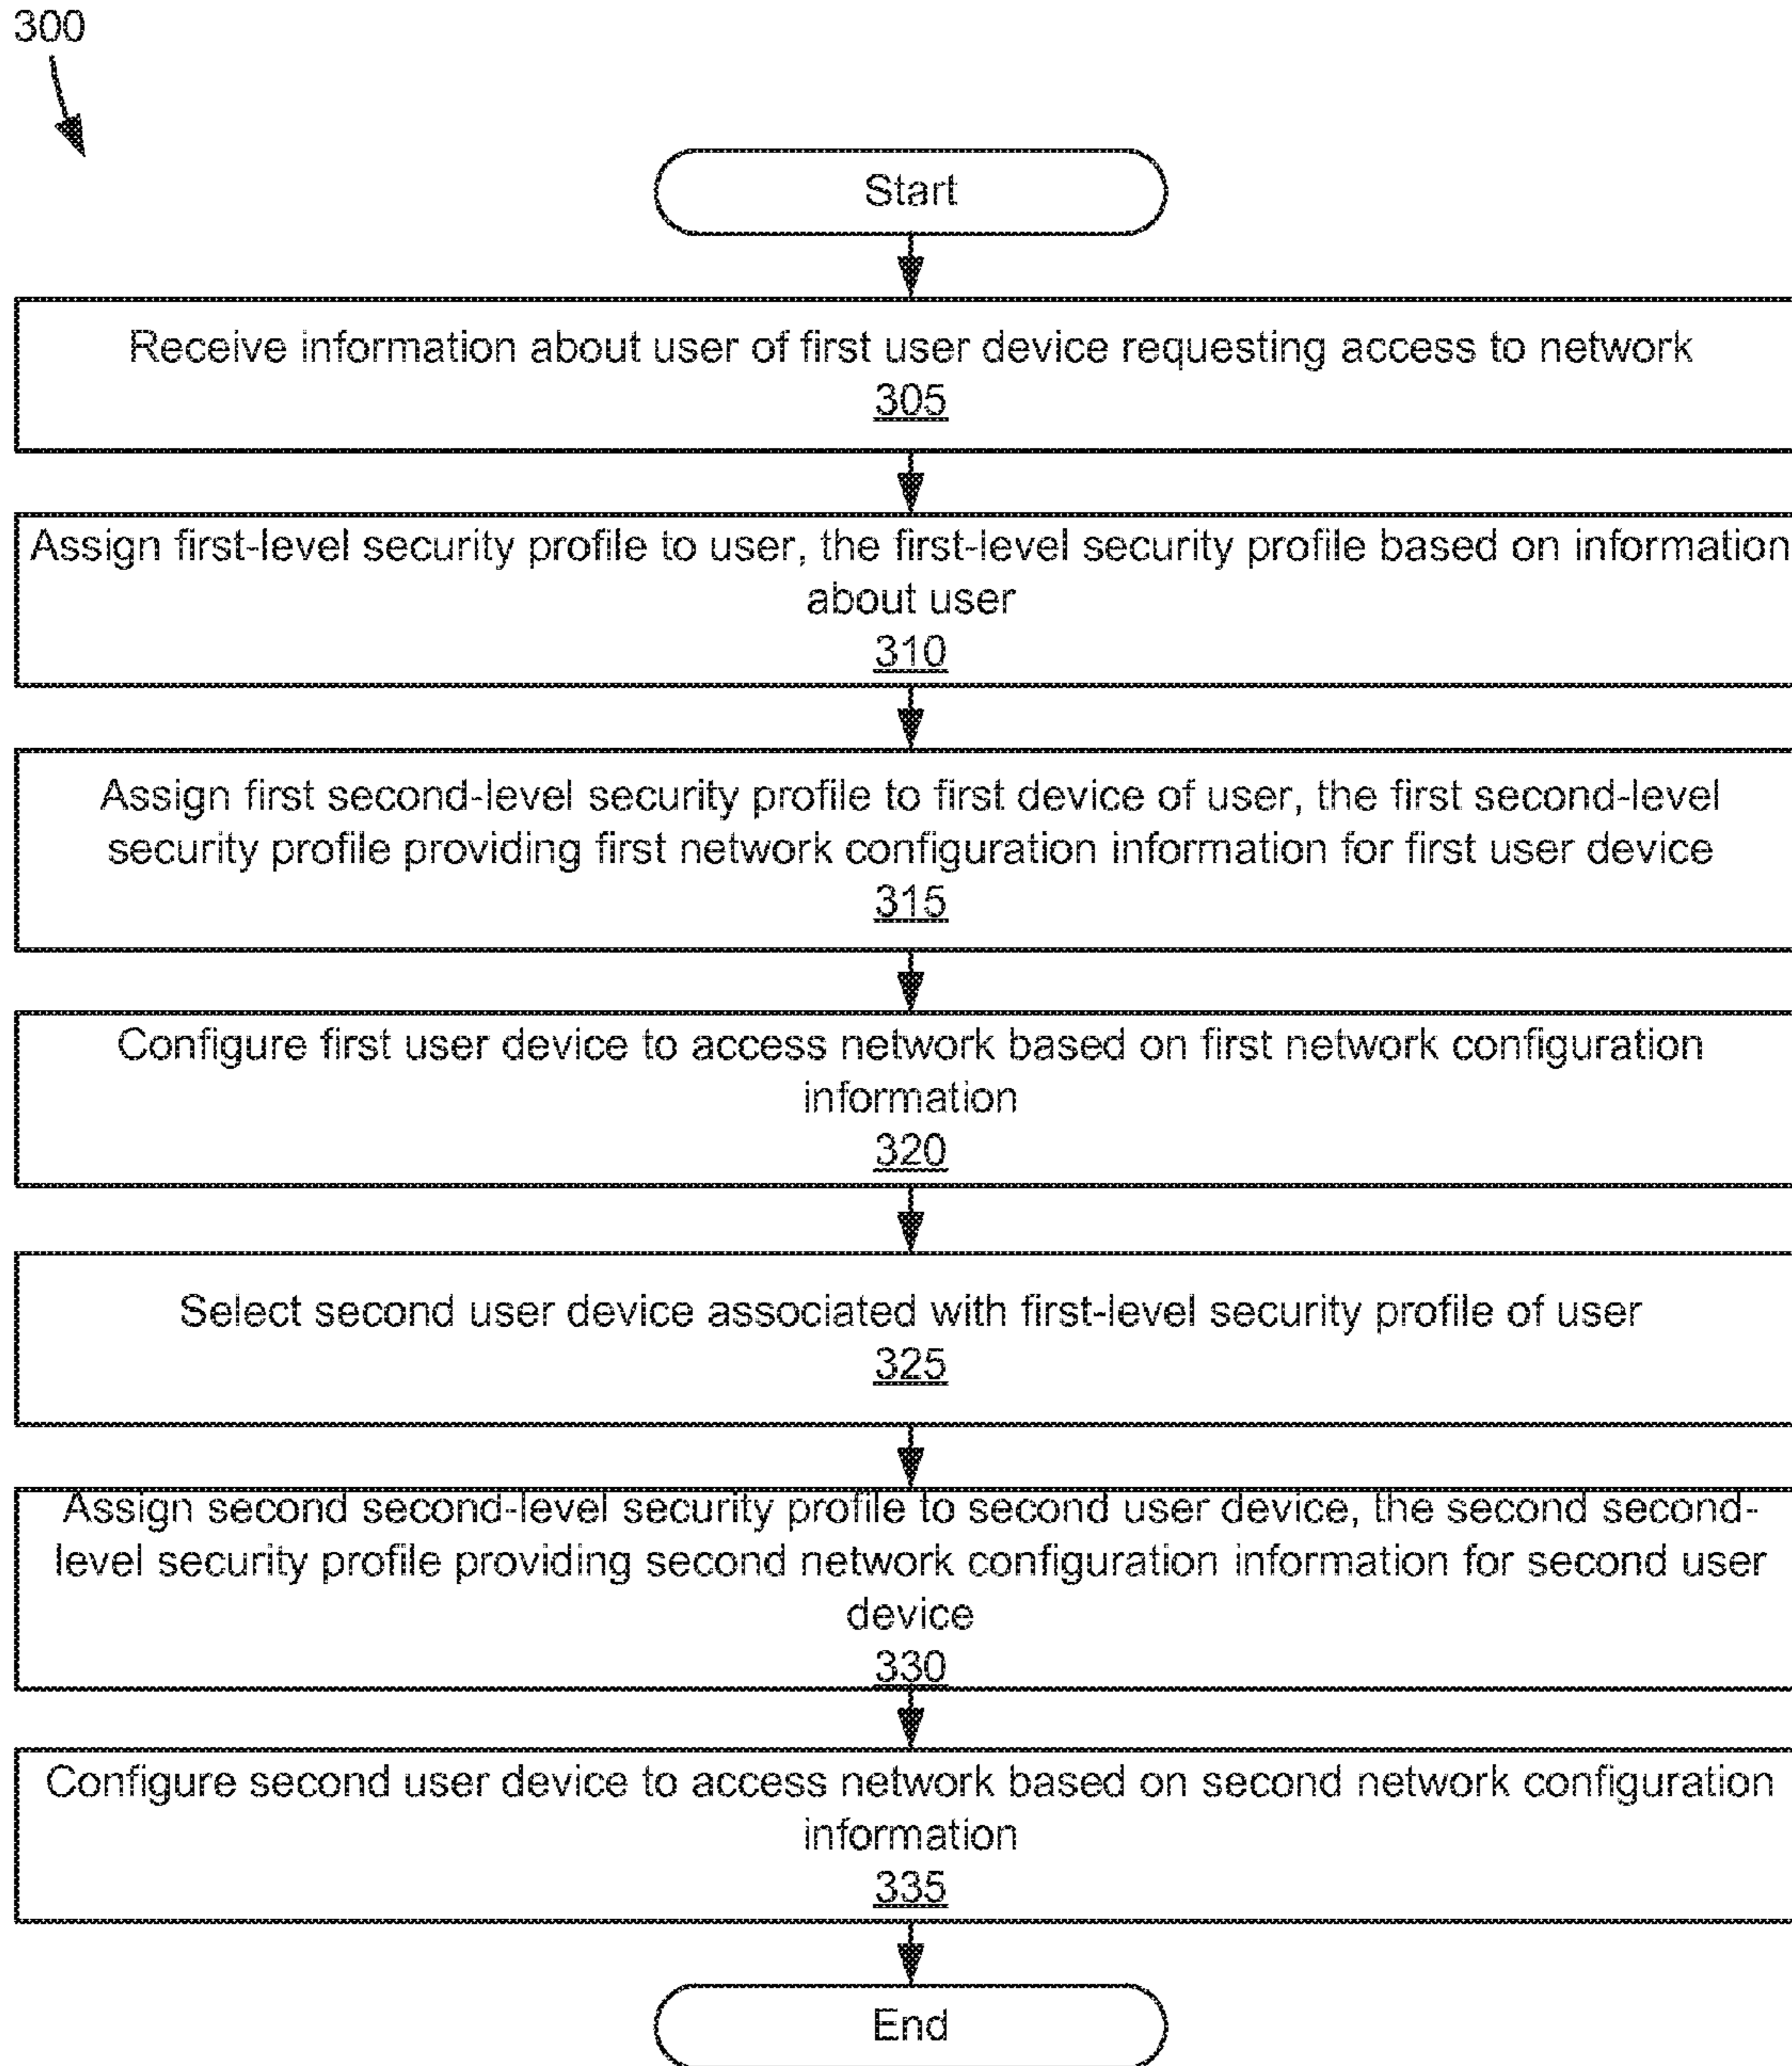 300
Start
Receive information about user of first user device requesting access to network
305
Assign first-level security profile to user, the first-level security profile based on information
about user
310
Assign first second-level security profile to first device of user, the first second-level
security profile providing first network configuration information for first user device
315
Configure first user device to access network based on first network configuration
information
320
Select second user device associated with first-level security profile of user
325
Assign second second-level security profile to second user device, the second second-
level security profile providing second network configuration information for second user
device
330
Configure second user device to access network based on second network configuration
information
335
End